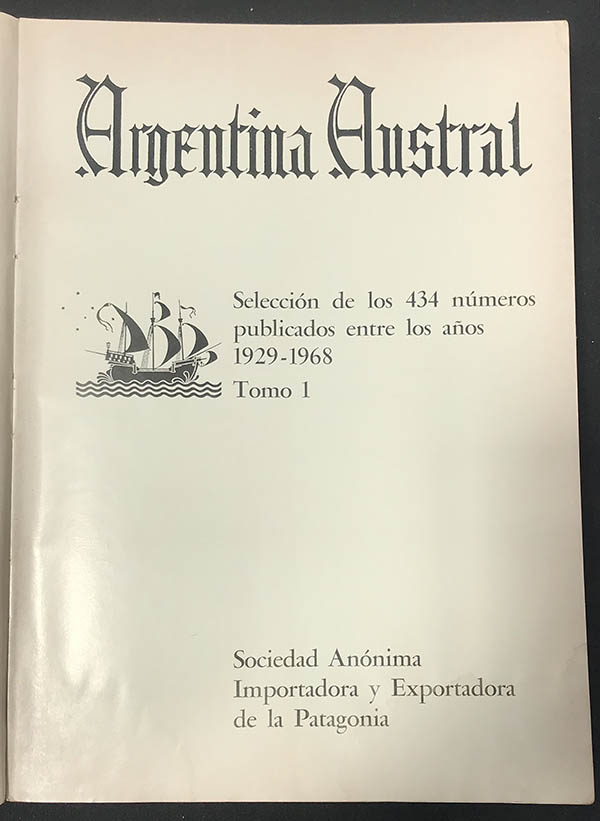 Argentina Austral
Selección de los 434 números
publicados entre los años
1929-1968
Tomo 1
Sociedad Anónima
Importadora y Exportadora
de la Patagonia